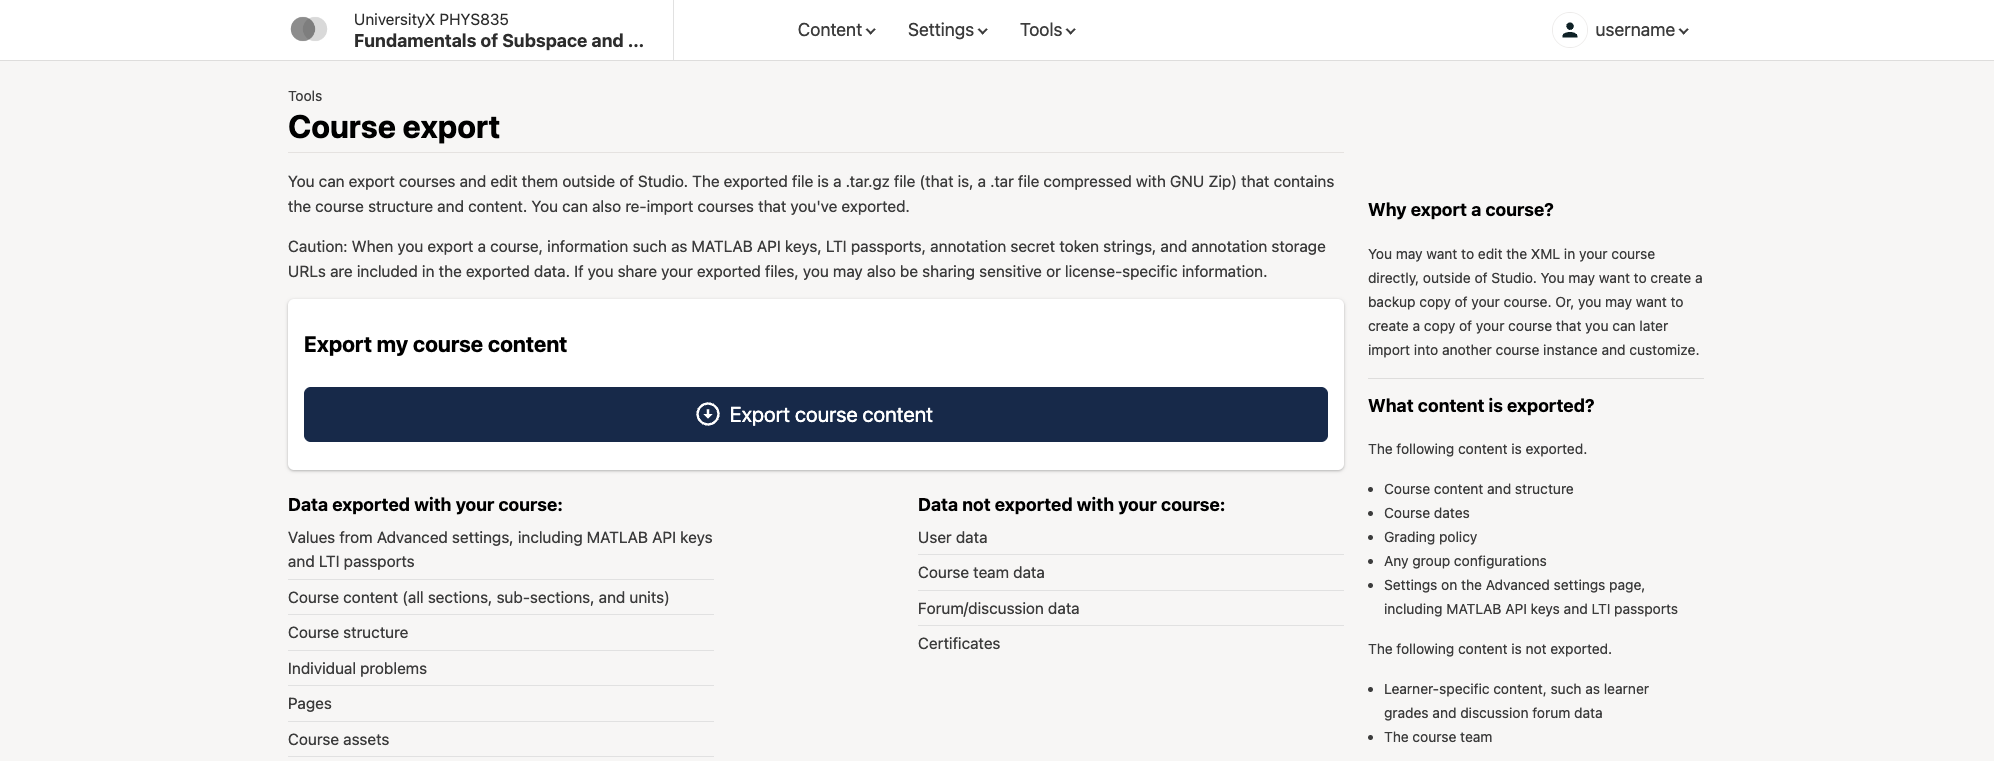 UniversityX PHYS835
Fundamentals of Subspace and ...
Content
Settings
Tools
username
Tools
Course export
You can export courses and edit them outside of Studio. The exported file is a .tar.gz file (that is, a .tar file compressed with GNU Zip) that contains
the course structure and content. You can also re-import courses that you've exported.
Caution: When you export a course, information such as MATLAB API keys, LTI passports, annotation secret token strings, and annotation storage
URLs are included in the exported data. If you share your exported files, you may also be sharing sensitive or license-specific information.
Export my course content
Export course content
Data exported with your course:
Values from Advanced settings, including MATLAB API keys
and LTI passports
Course content (all sections, sub-sections, and units)
Course structure
Individual problems
Pages
Course assets
Data not exported with your course:
User data
Course team data
Forum/discussion data
Certificates
Why export a course?
You may want to edit the XML in your course
directly, outside of Studio. You may want to create a
backup copy of your course. Or, you may want to
create a copy of your course that you can later
import into another course instance and customize.
What content is exported?
The following content is exported.
Course content and structure
Course dates
Grading policy
Any group configurations
Settings on the Advanced settings page,
including MATLAB API keys and LTI passports
The following content is not exported.
Learner-specific content, such as learner
grades and discussion forum data
The course team